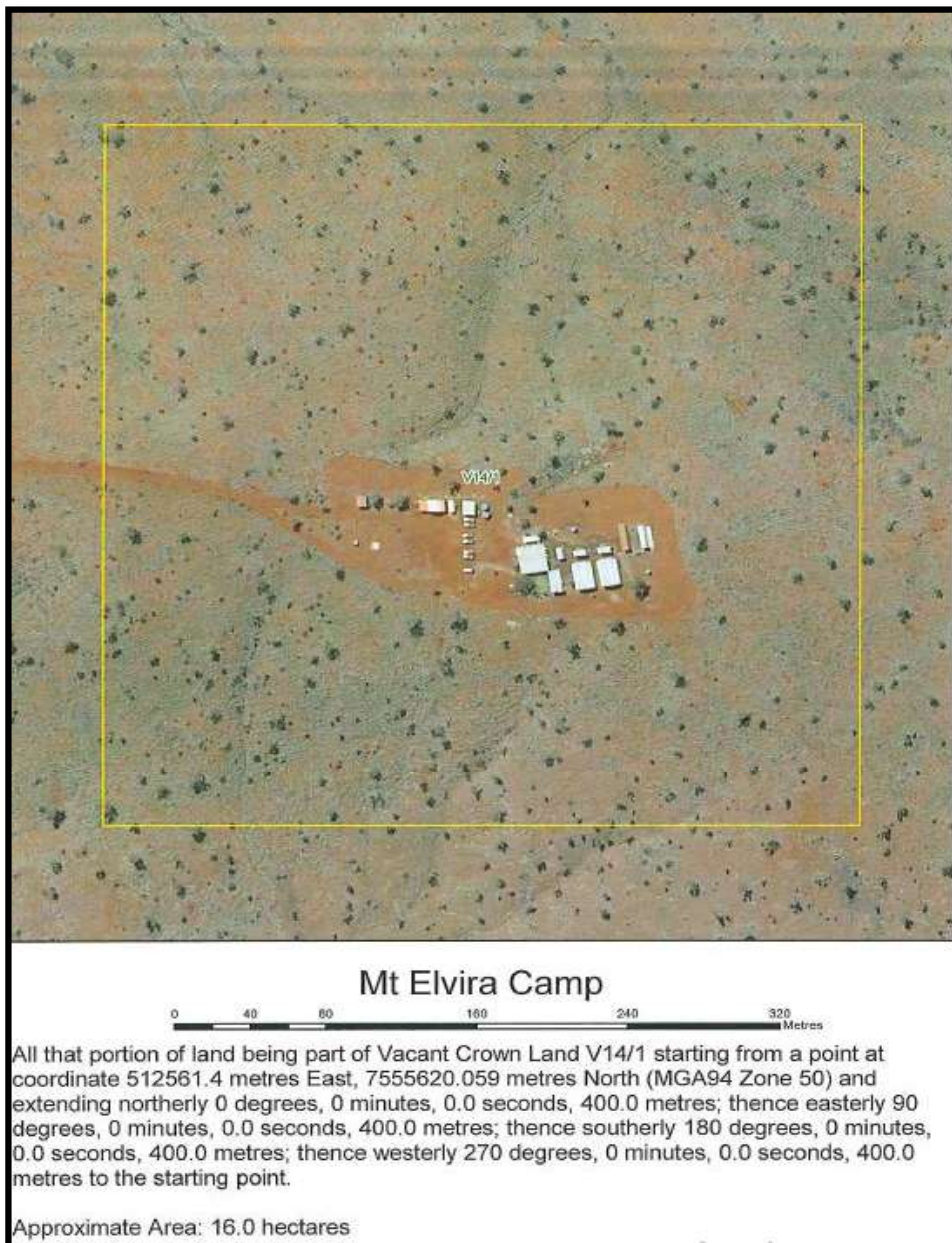 V14/1
Mt Elvira Camp
0 40 80 160 240 320
Metres
All that portion of land being part of Vacant Crown Land V14/1 starting from a point at
coordinate 512561.4 metres East, 7555620.059 metres North (MGA94 Zone 50) and
extending northerly 0 degrees, 0 minutes, 0.0 seconds, 400.0 metres; thence easterly 90
degrees, 0 minutes, 0.0 seconds, 400.0 metres; thence southerly 180 degrees, 0 minutes,
0.0 seconds, 400.0 metres; thence westerly 270 degrees, 0 minutes, 0.0 seconds, 400.0
metres to the starting point.
Approximate Area: 16.0 hectares